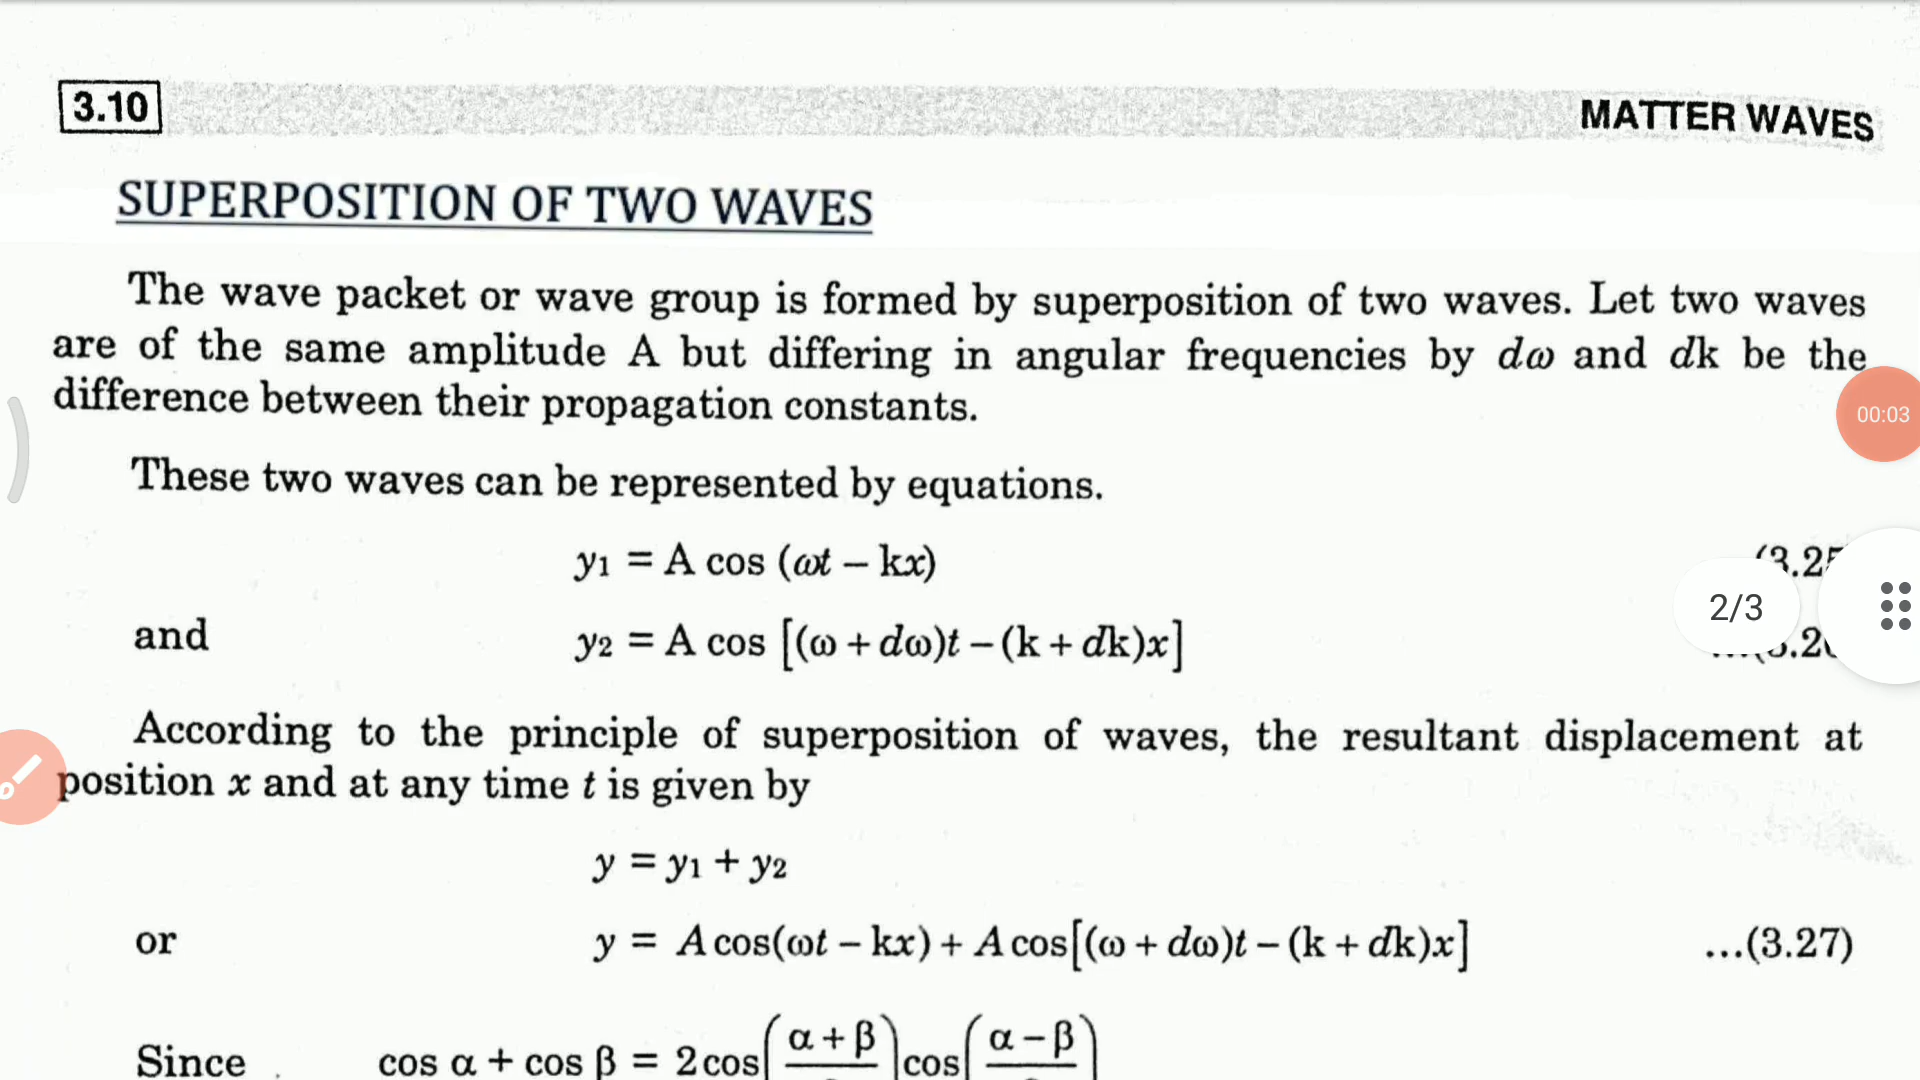 3.10
MATTER WAVES
SUPERPOSITION OF TWO WAVES
The wave packet or wave group is formed by superposition of two waves. Let two waves
are of the same amplitude A but differing in angular frequencies by dω and dk be the
difference between their propagation constants.
00:03
These two waves can be represented by equations.
y₁ = A cos (ωt – kx)
2/3
and y₂ = A cos [(ω + dω)t – (k + dk)x]
According to the principle of superposition of waves, the resultant displacement at
position x and at any time t is given by
y = y₁ + y₂
or y = A cos(ωt – kx) + A cos[(ω + dω)t – (k + dk)x] ...(3.27)
Since cos α + cos β = 2cos(α + β)cos(α – β)